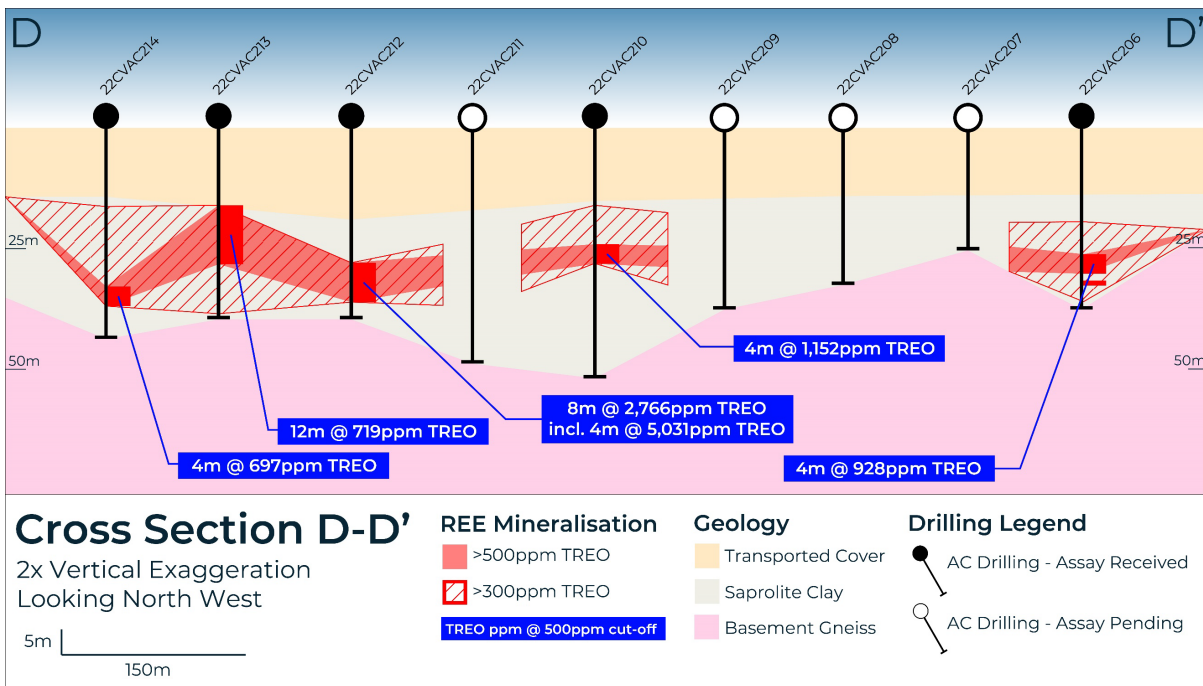 D
D'
22CVAC214
22CVAC213
22CVAC212
22CVAC211
22CVAC210
22CVAC209
22CVAC208
22CVAC207
22CVAC206
25m
25m
50m
50m
4m @ 1,152ppm TREO
8m @ 2,766ppm TREO
incl. 4m @ 5,031ppm TREO
12m @ 719ppm TREO
4m @ 697ppm TREO
4m @ 928ppm TREO
Cross Section D-D'
2x Vertical Exaggeration
Looking North West
5m
150m
REE Mineralisation
>500ppm TREO
>300ppm TREO
TREO ppm @ 500ppm cut-off
Geology
Transported Cover
Saprolite Clay
Basement Gneiss
Drilling Legend
AC Drilling - Assay Received
AC Drilling - Assay Pending